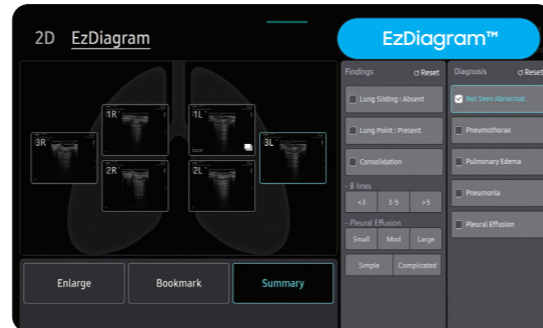 2D EzDiagram
EzDiagram™
1R
1L
3R
3L
2R
2L
Enlarge
Bookmark
Summary
Findings
Reset
Lung Sliding : Absent
Lung Point : Present
Consolidation
- B lines
<3
3-5
>5
- Pleural Effusion
Small
Mod
Large
Simple
Complicated
Diagnosis
Reset
Not Seen Abnormal
Pneumothorax
Pulmonary Edema
Pneumonia
Pleural Effusion